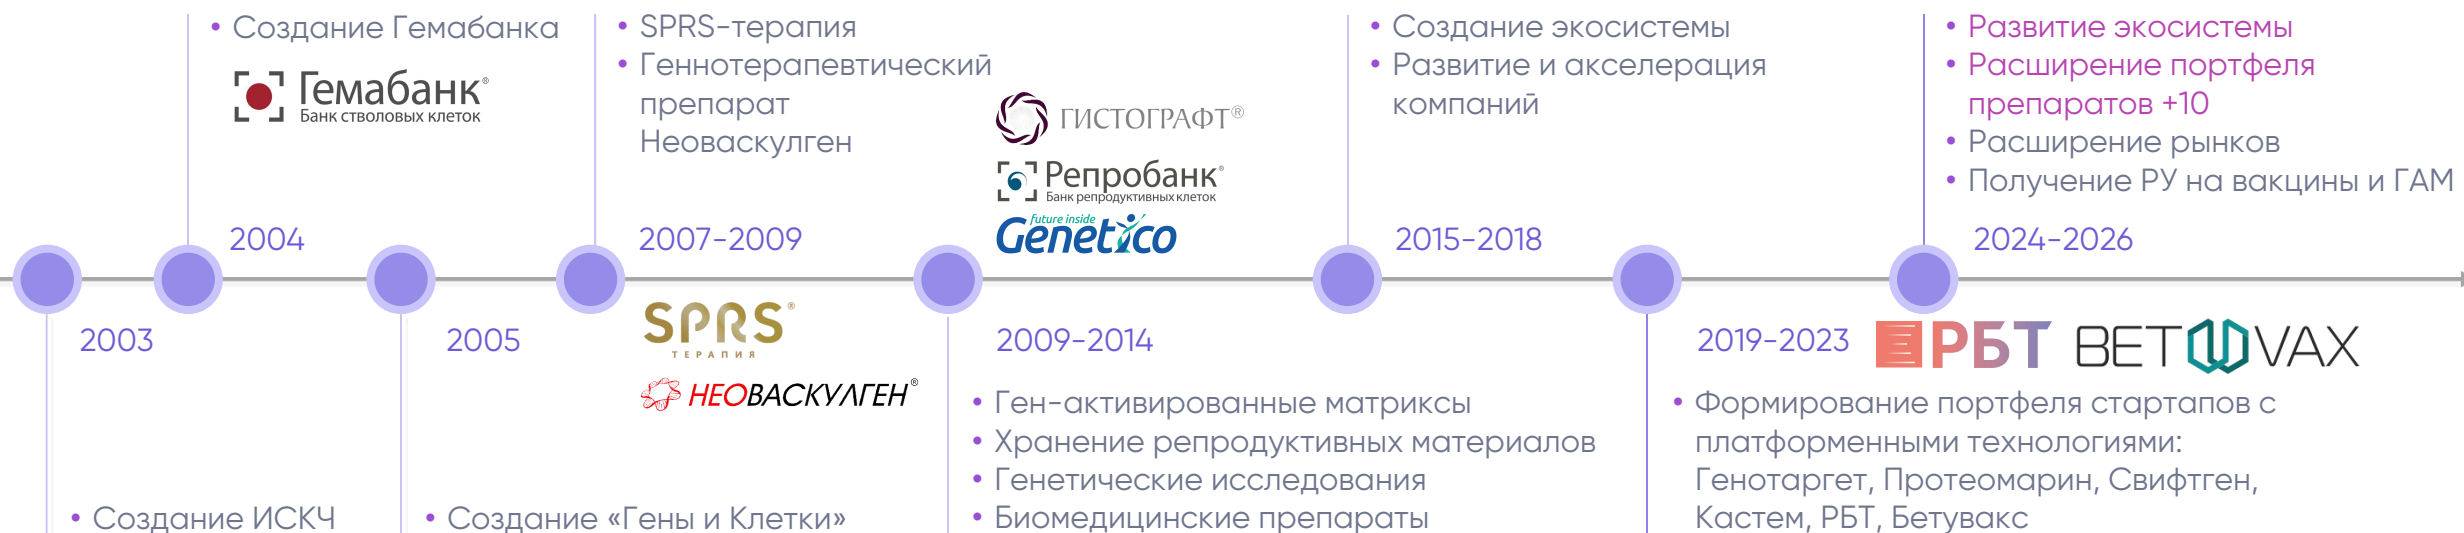 • Создание Гемабанка
Гемабанк®
Банк стволовых клеток
2004
• SPRS-терапия
• Геннотерапевтический
препарат
Неоваскулген
2007-2009
ГИСТОГРАФТ®
Репробанк®
Банк репродуктивных клеток
future inside
Genetico
• Создание экосистемы
• Развитие и акселерация
компаний
2015-2018
• Развитие экосистемы
• Расширение портфеля
препаратов +10
• Расширение рынков
• Получение РУ на вакцины и ГАМ
2024-2026
2003
• Создание ИСКЧ
2005
• Создание «Гены и Клетки»
SPRS®
ТЕРАПИЯ
НЕОВАСКУЛГЕН®
2009-2014
• Ген-активированные матриксы
• Хранение репродуктивных материалов
• Генетические исследования
• Биомедицинские препараты
2019-2023
РБТ
BETUVAX
• Формирование портфеля стартапов с
платформенными технологиями:
Генотаргет, Протеомарин, Свифтген,
Кастем, РБТ, Бетувакс